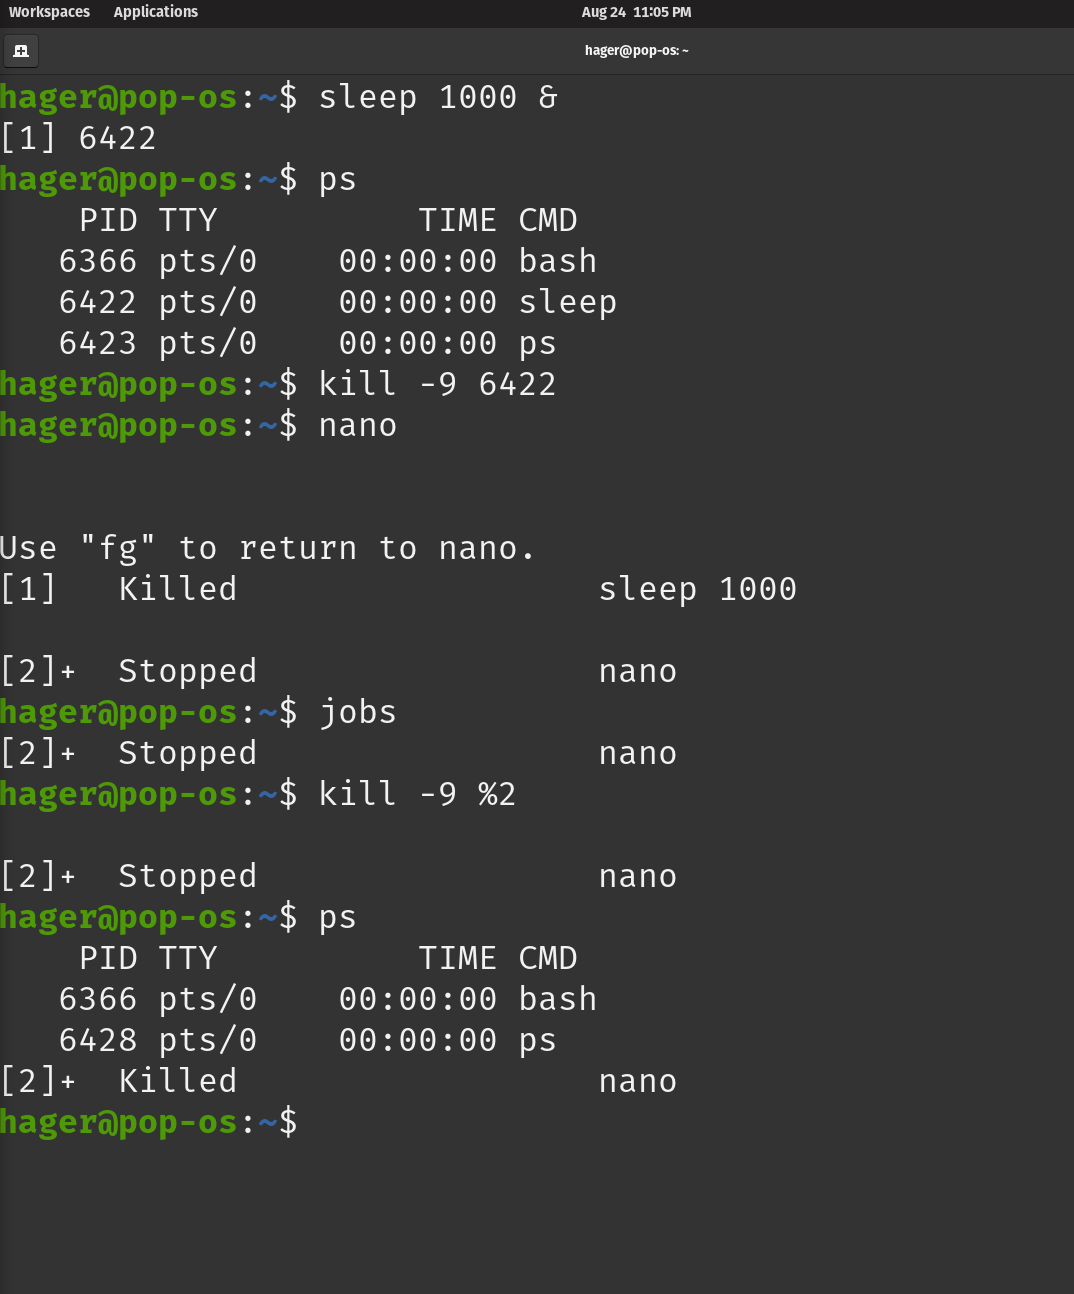 Workspaces Applications Aug 24 11:05 PM
hager@pop-os: ~
hager@pop-os:~$ sleep 1000 &
[1] 6422
hager@pop-os:~$ ps
    PID TTY          TIME CMD
   6366 pts/0    00:00:00 bash
   6422 pts/0    00:00:00 sleep
   6423 pts/0    00:00:00 ps
hager@pop-os:~$ kill -9 6422
hager@pop-os:~$ nano
Use "fg" to return to nano.
[1]   Killed                  sleep 1000
[2]+  Stopped                 nano
hager@pop-os:~$ jobs
[2]+  Stopped                 nano
hager@pop-os:~$ kill -9 %2
[2]+  Stopped                 nano
hager@pop-os:~$ ps
    PID TTY          TIME CMD
   6366 pts/0    00:00:00 bash
   6428 pts/0    00:00:00 ps
[2]+  Killed                  nano
hager@pop-os:~$